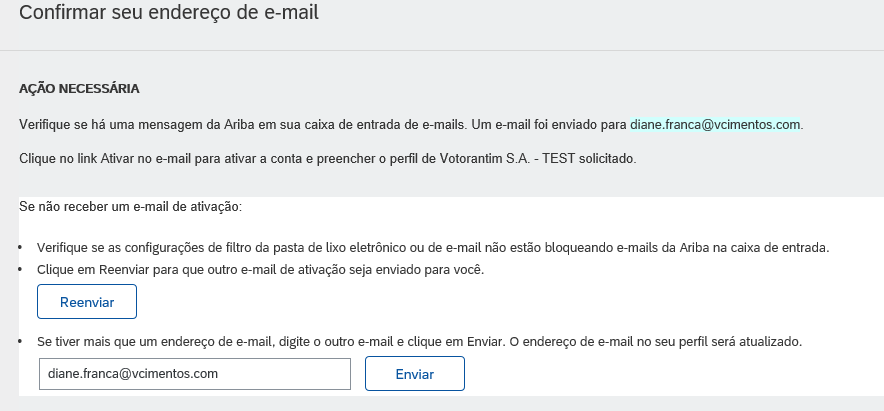 Confirmar seu endereço de e-mail
AÇÃO NECESSÁRIA
Verifique se há uma mensagem da Ariba em sua caixa de entrada de e-mails. Um e-mail foi enviado para diane.franca@vcimentos.com.
Clique no link Ativar no e-mail para ativar a conta e preencher o perfil de Votorantim S.A. - TEST solicitado.
Se não receber um e-mail de ativação:
• Verifique se as configurações de filtro da pasta de lixo eletrônico ou de e-mail não estão bloqueando e-mails da Ariba na caixa de entrada.
• Clique em Reenviar para que outro e-mail de ativação seja enviado para você.
Reenviar
• Se tiver mais que um endereço de e-mail, digite o outro e-mail e clique em Enviar. O endereço de e-mail no seu perfil será atualizado.
diane.franca@vcimentos.com Enviar